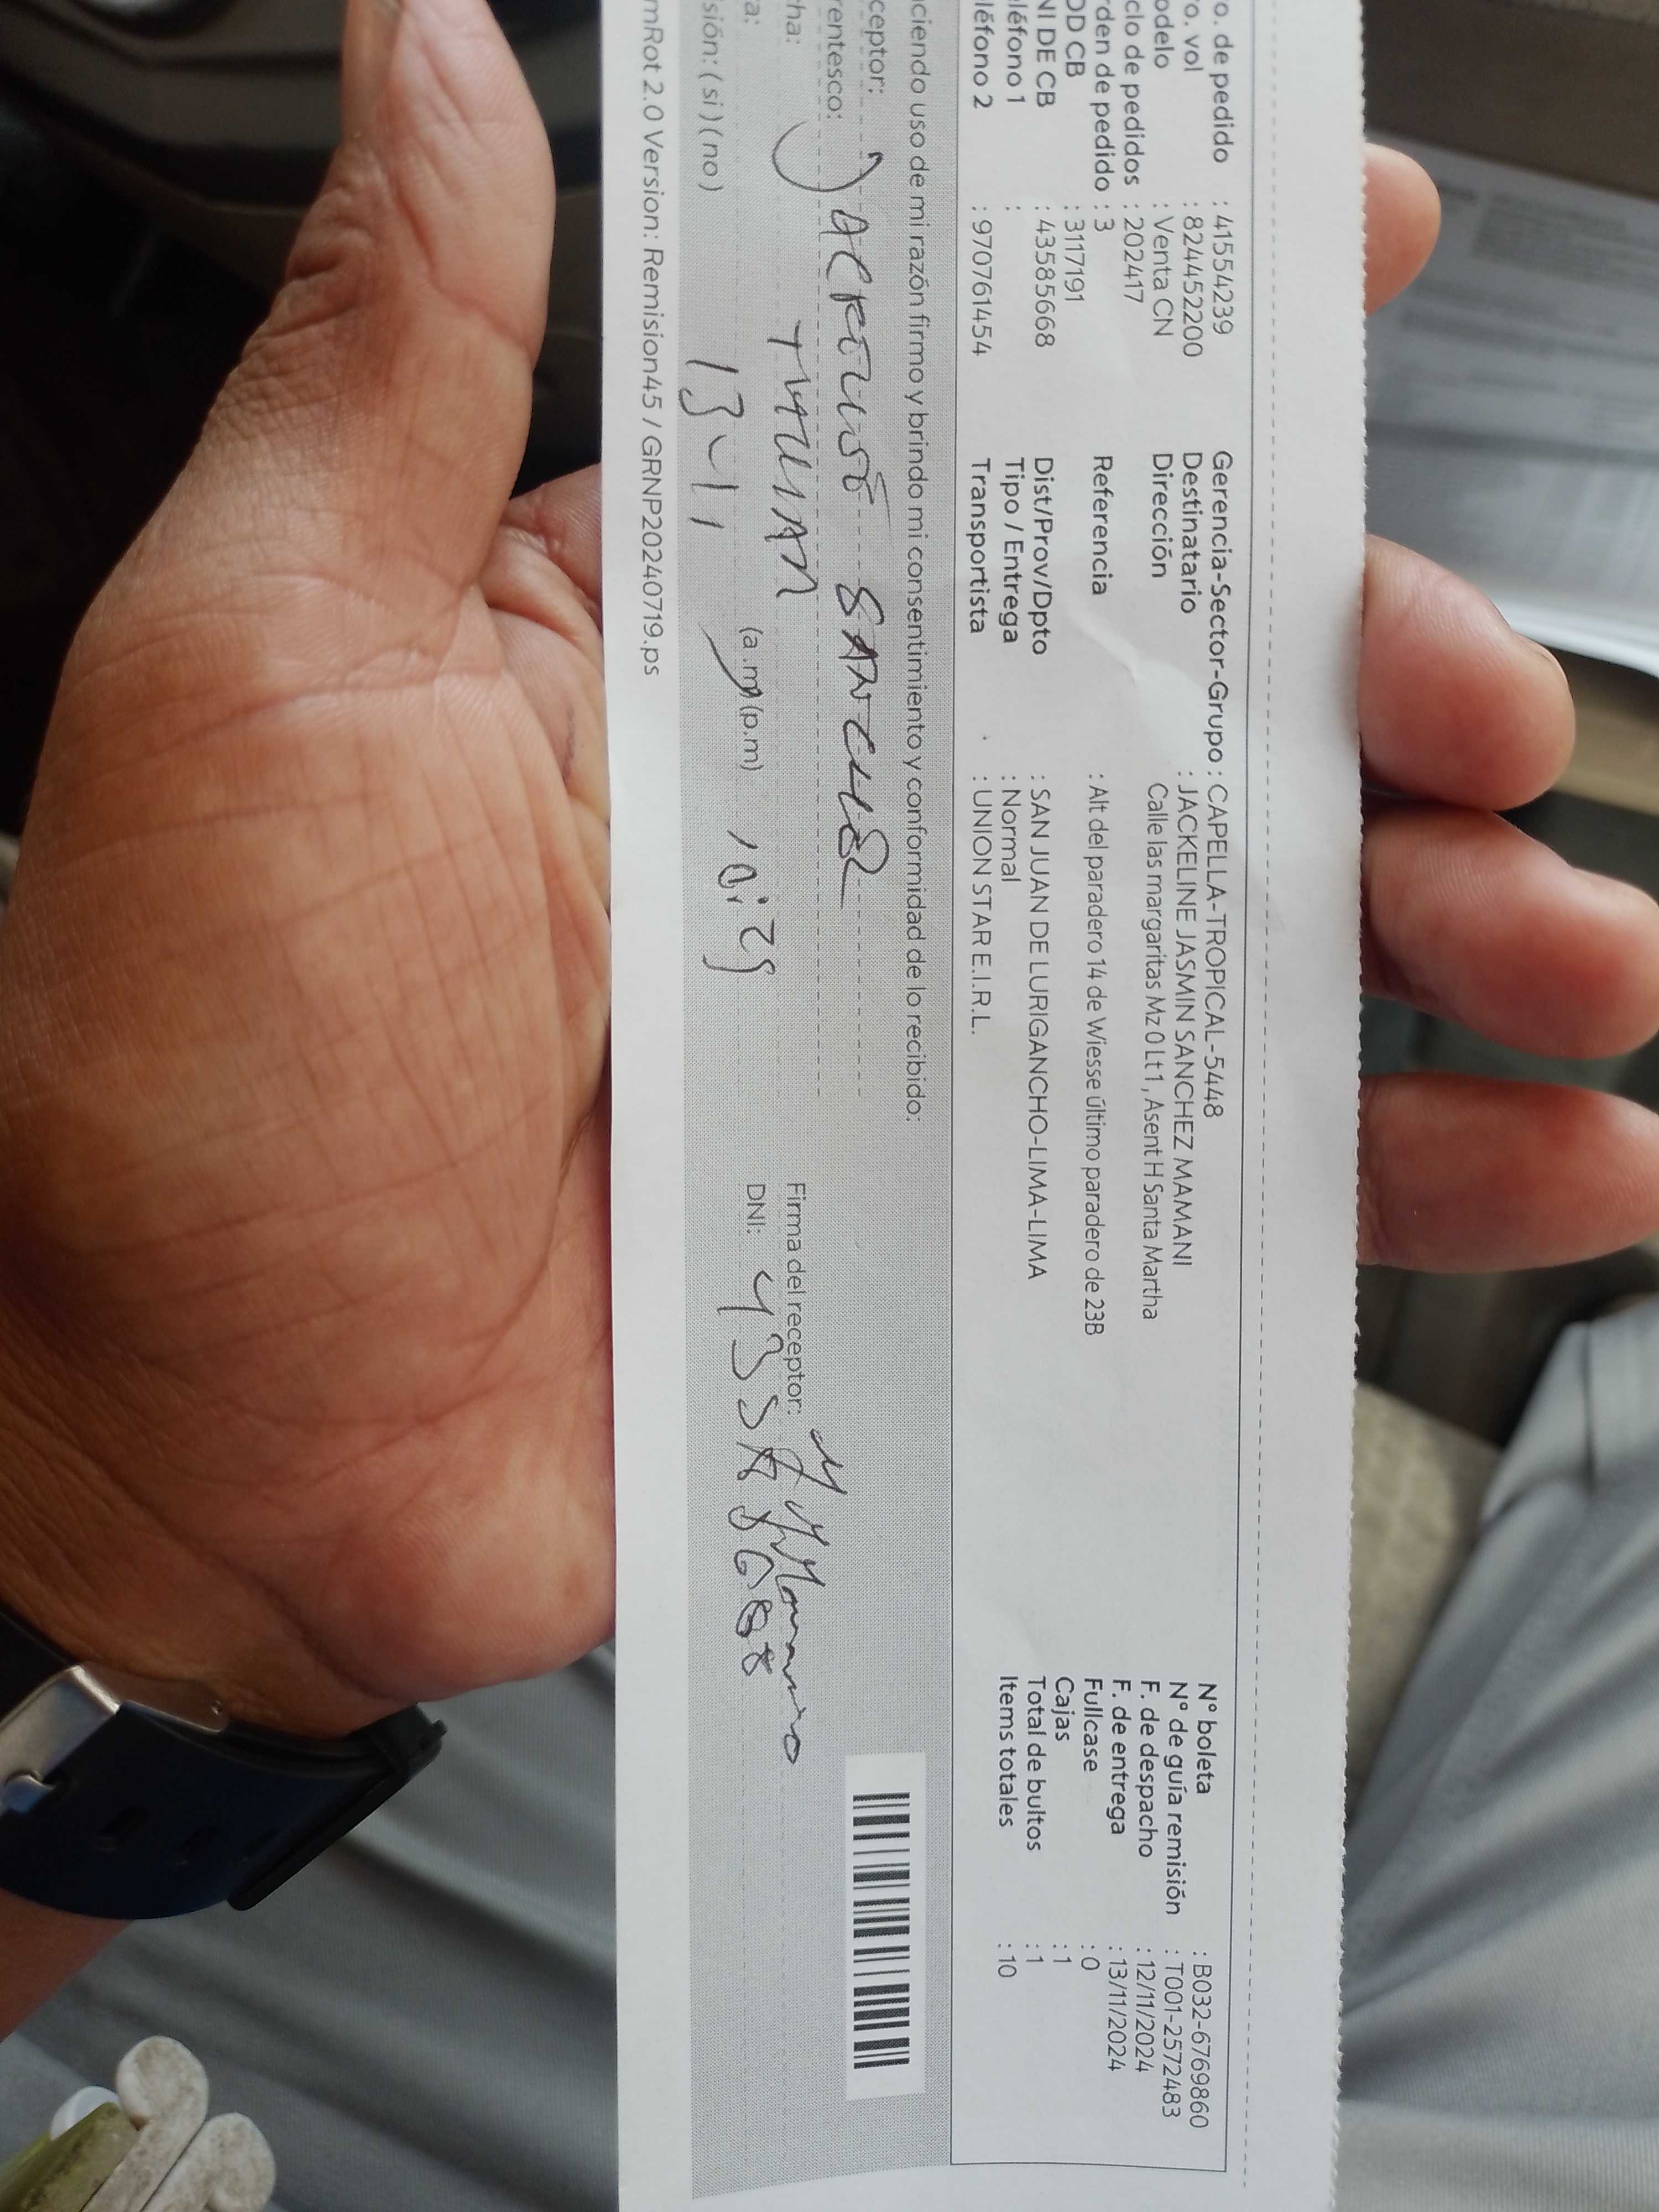 o. de pedido : 41554239
o. vol : 824452200
odelo : Venta CN
clo de pedidos : 202417
rden de pedido : 3
OD CB : 3117191
NI DE CB : 43585668
eléfono 1 :
léfono 2 : 970761454
Gerencia-Sector-Grupo : CAPELLA-TROPICAL-5448
Destinatario : JACKELINE JASMIN SANCHEZ MAMANI
Dirección Calle las margaritas Mz O Lt 1 , Asent H Santa Martha
Referencia : Alt del paradero 14 de Wiesse último paradero de 23B
Dist/Prov/Dpto : SAN JUAN DE LURIGANCHO-LIMA-LIMA
Tipo / Entrega : Normal
Transportista : UNION STAR E.I.R.L.
N° boleta : B032-6769860
N° de guía remisión : T001-2572483
F. de despacho : 12/11/2024
F. de entrega : 13/11/2024
Fullcase : 0
Cajas : 1
Total de bultos : 1
Items totales : 10
ciendo uso de mi razón firmo y brindo mi consentimiento y conformidad de lo recibido:
ceptor:
rentesco:
cha: 13-11
a: (a.m) (p.m) 10:25
sión: ( si ) ( no )
Firma del receptor:
DNI:
mRot 2.0 Version: Remision45 / GRNP20240719.ps